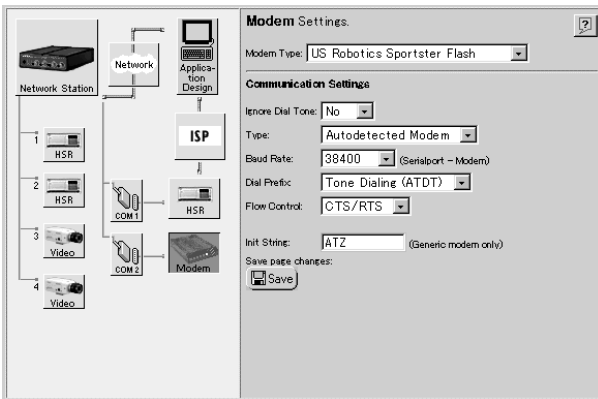 Network Station
Network
Applica-
tion
Design
ISP
1
HSR
2
HSR
3
Video
4
Video
COM 1
HSR
COM 2
Modem
Modem Settings.
?
Modem Type: US Robotics Sportster Flash
Communication Settings
Ignore Dial Tone: No
Type: Autodetected Modem
Baud Rate: 38400 (Serialport - Modem)
Dial Prefix: Tone Dialing (ATDT)
Flow Control: CTS/RTS
Init String: ATZ (Generic modem only)
Save page changes:
Save